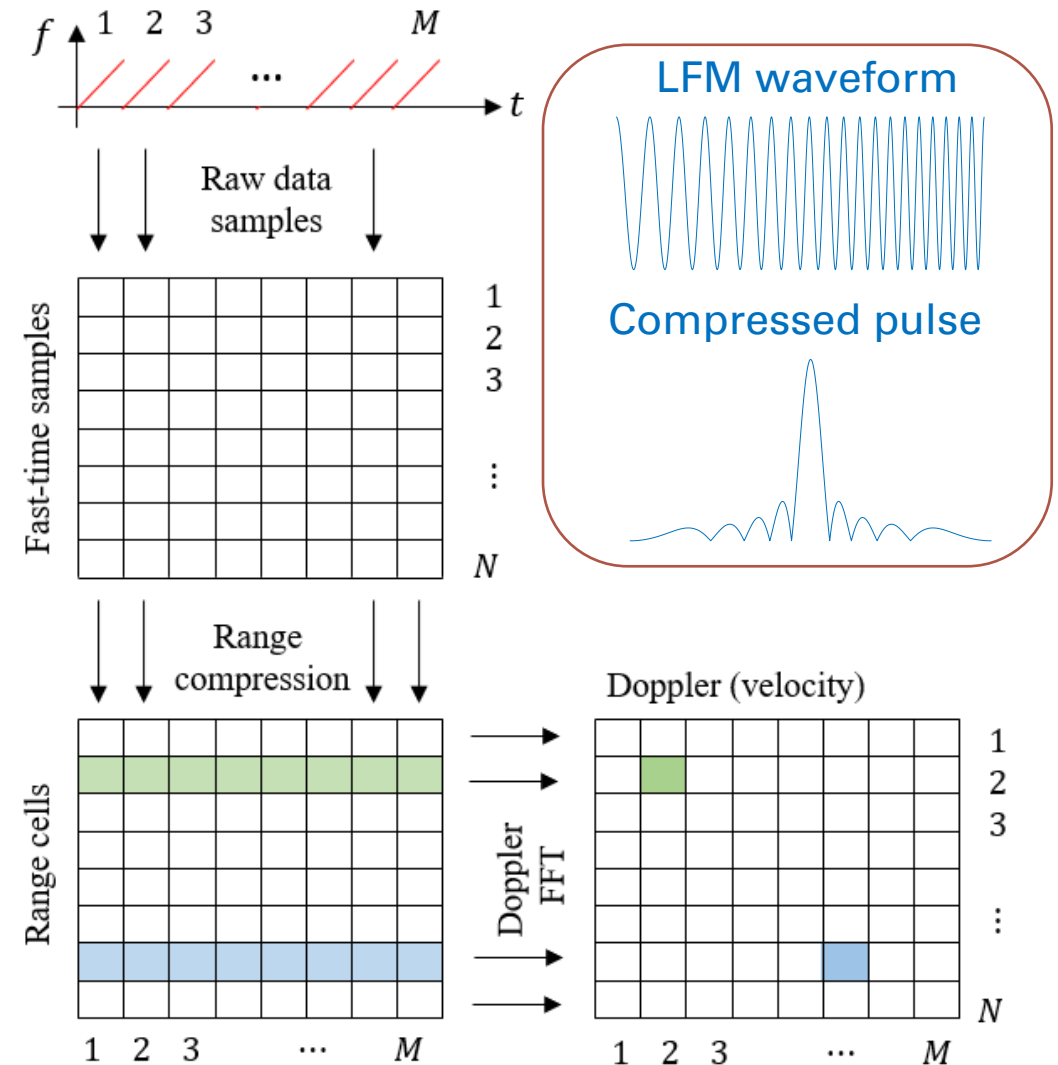 f
1 2 3 ... M
t
Raw data
samples
Fast-time samples
1
2
3
⋮
N
LFM waveform
Compressed pulse
Range
compression
Range cells
1 2 3 ... M
Doppler
FFT
Doppler (velocity)
1
2
3
⋮
N
1 2 3 ... M